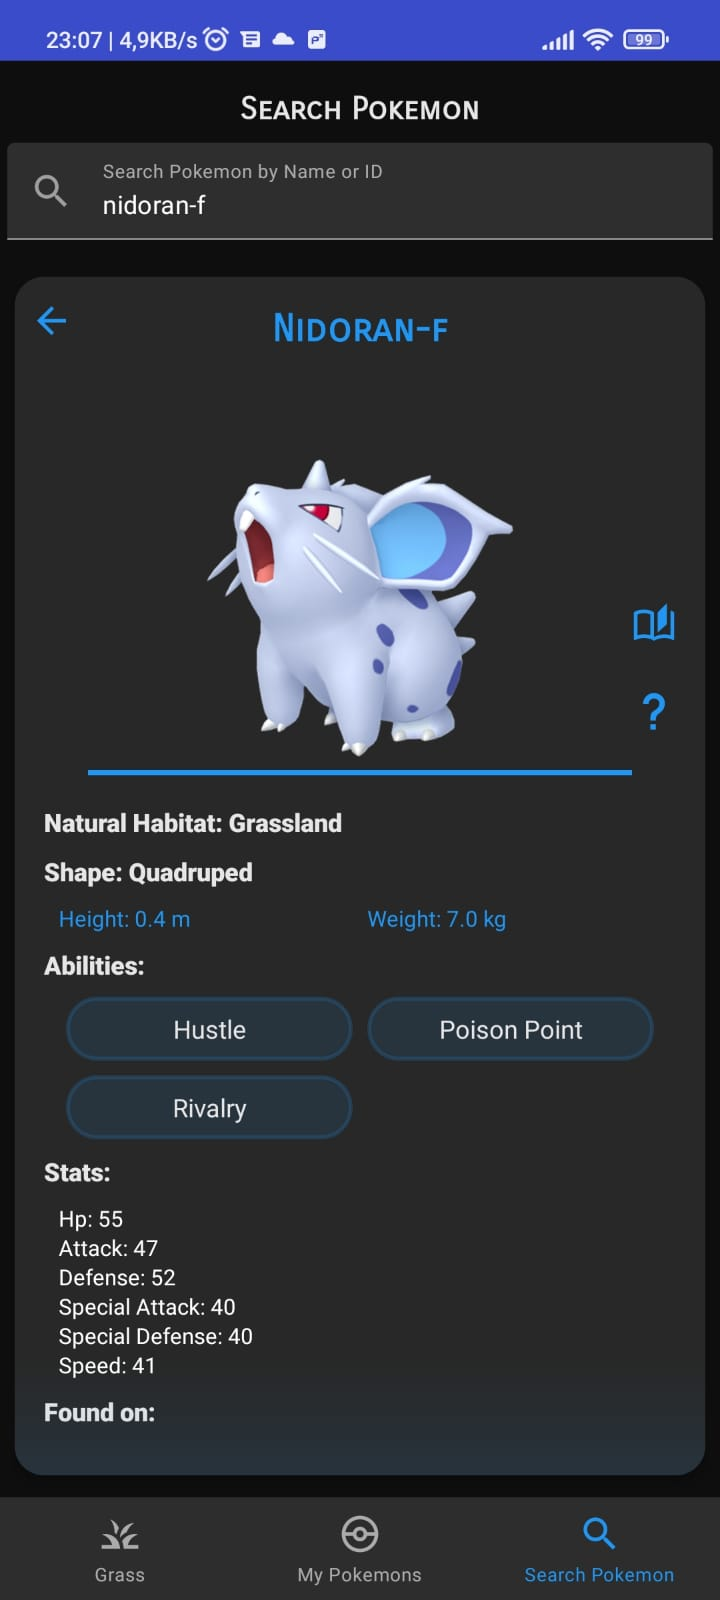 23:07 | 4,9KB/s
99
Search Pokemon
Search Pokemon by Name or ID
nidoran-f
Nidoran-f
?
Natural Habitat: Grassland
Shape: Quadruped
Height: 0.4 m Weight: 7.0 kg
Abilities:
Hustle Poison Point
Rivalry
Stats:
Hp: 55
Attack: 47
Defense: 52
Special Attack: 40
Special Defense: 40
Speed: 41
Found on:
Grass My Pokemons Search Pokemon